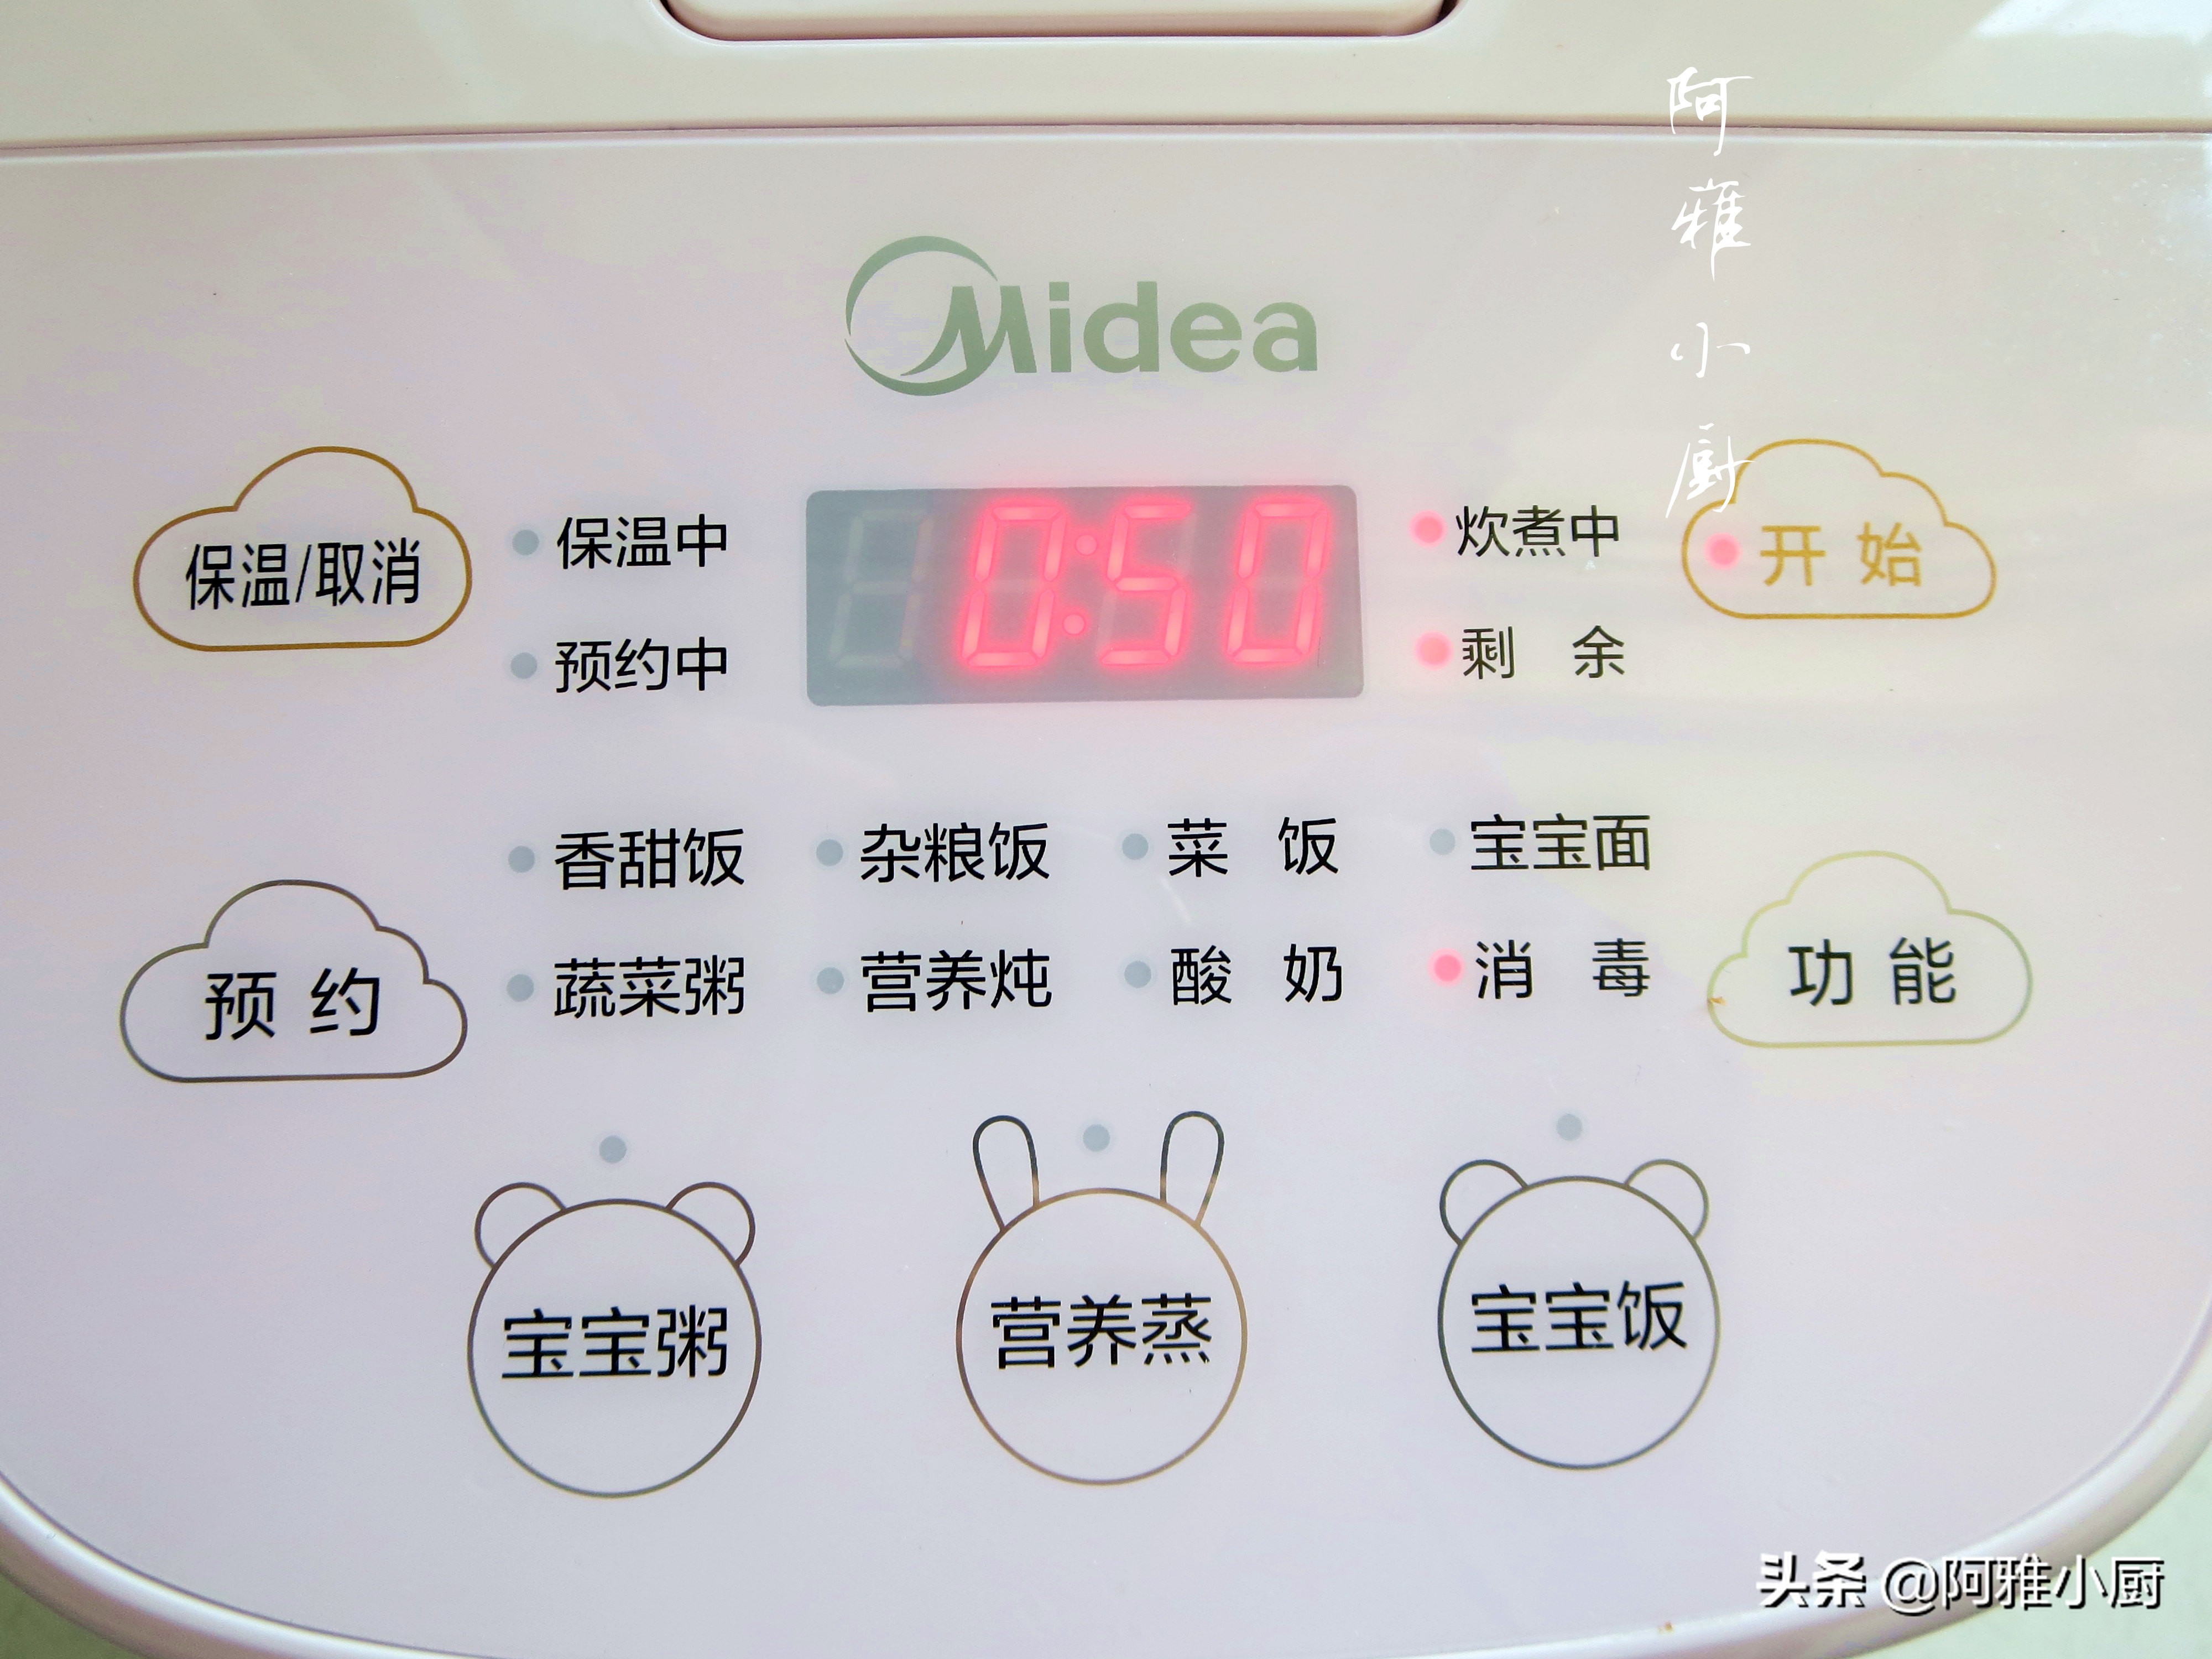 阿雅小厨
Midea
保温/取消
保温中
0:50
炊煮中
开始
预约中
剩余
香甜饭 杂粮饭 菜饭 宝宝面
预约
蔬菜粥 营养炖 酸奶 消毒
功能
宝宝粥 营养蒸 宝宝饭
头条 @阿雅小厨